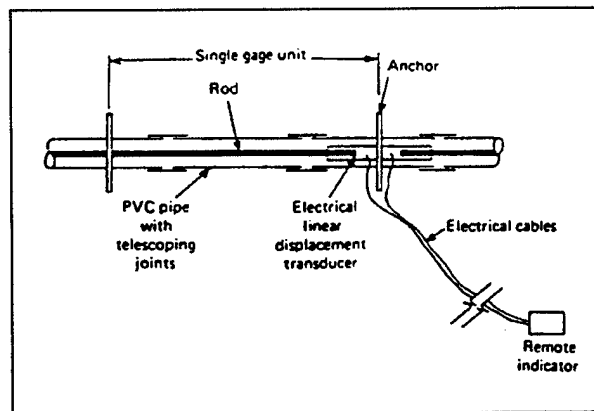 Single gage unit
Anchor
Rod
PVC pipe
with
telescoping
joints
Electrical
linear
displacement
transducer
Electrical cables
Remote
indicator